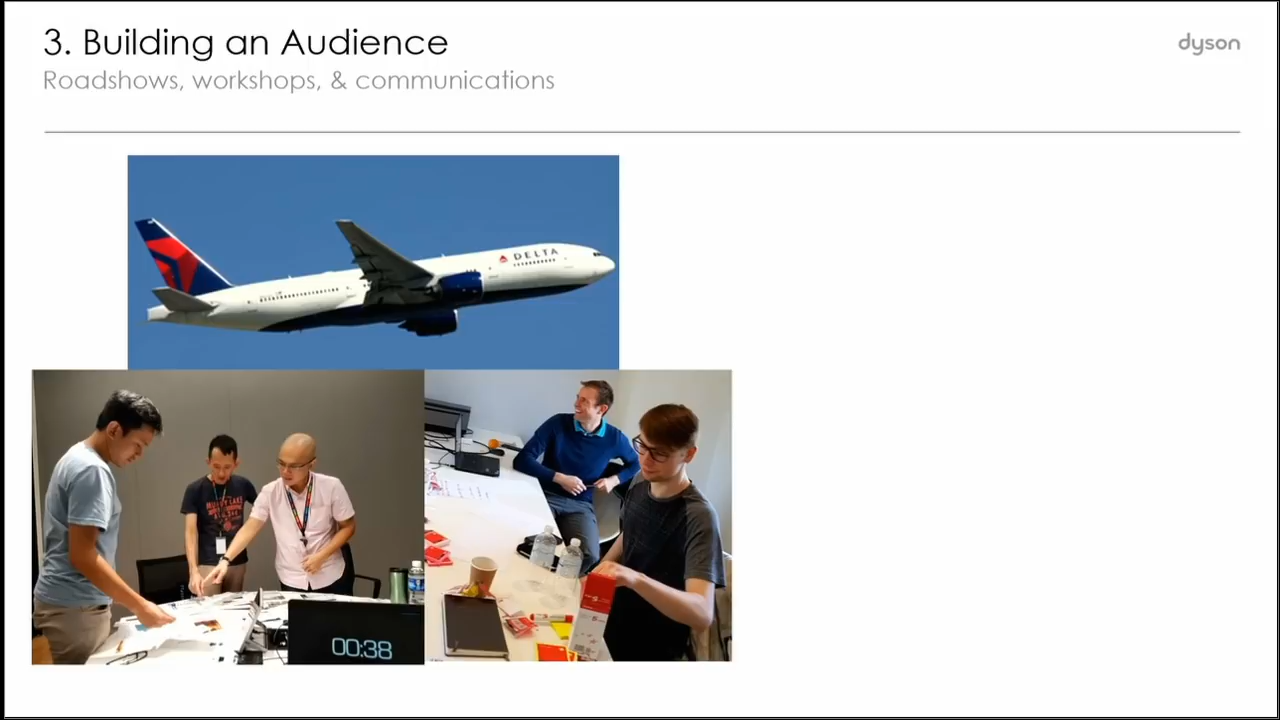 3. Building an Audience
dyson
Roadshows, workshops, & communications
DELTA
00:38